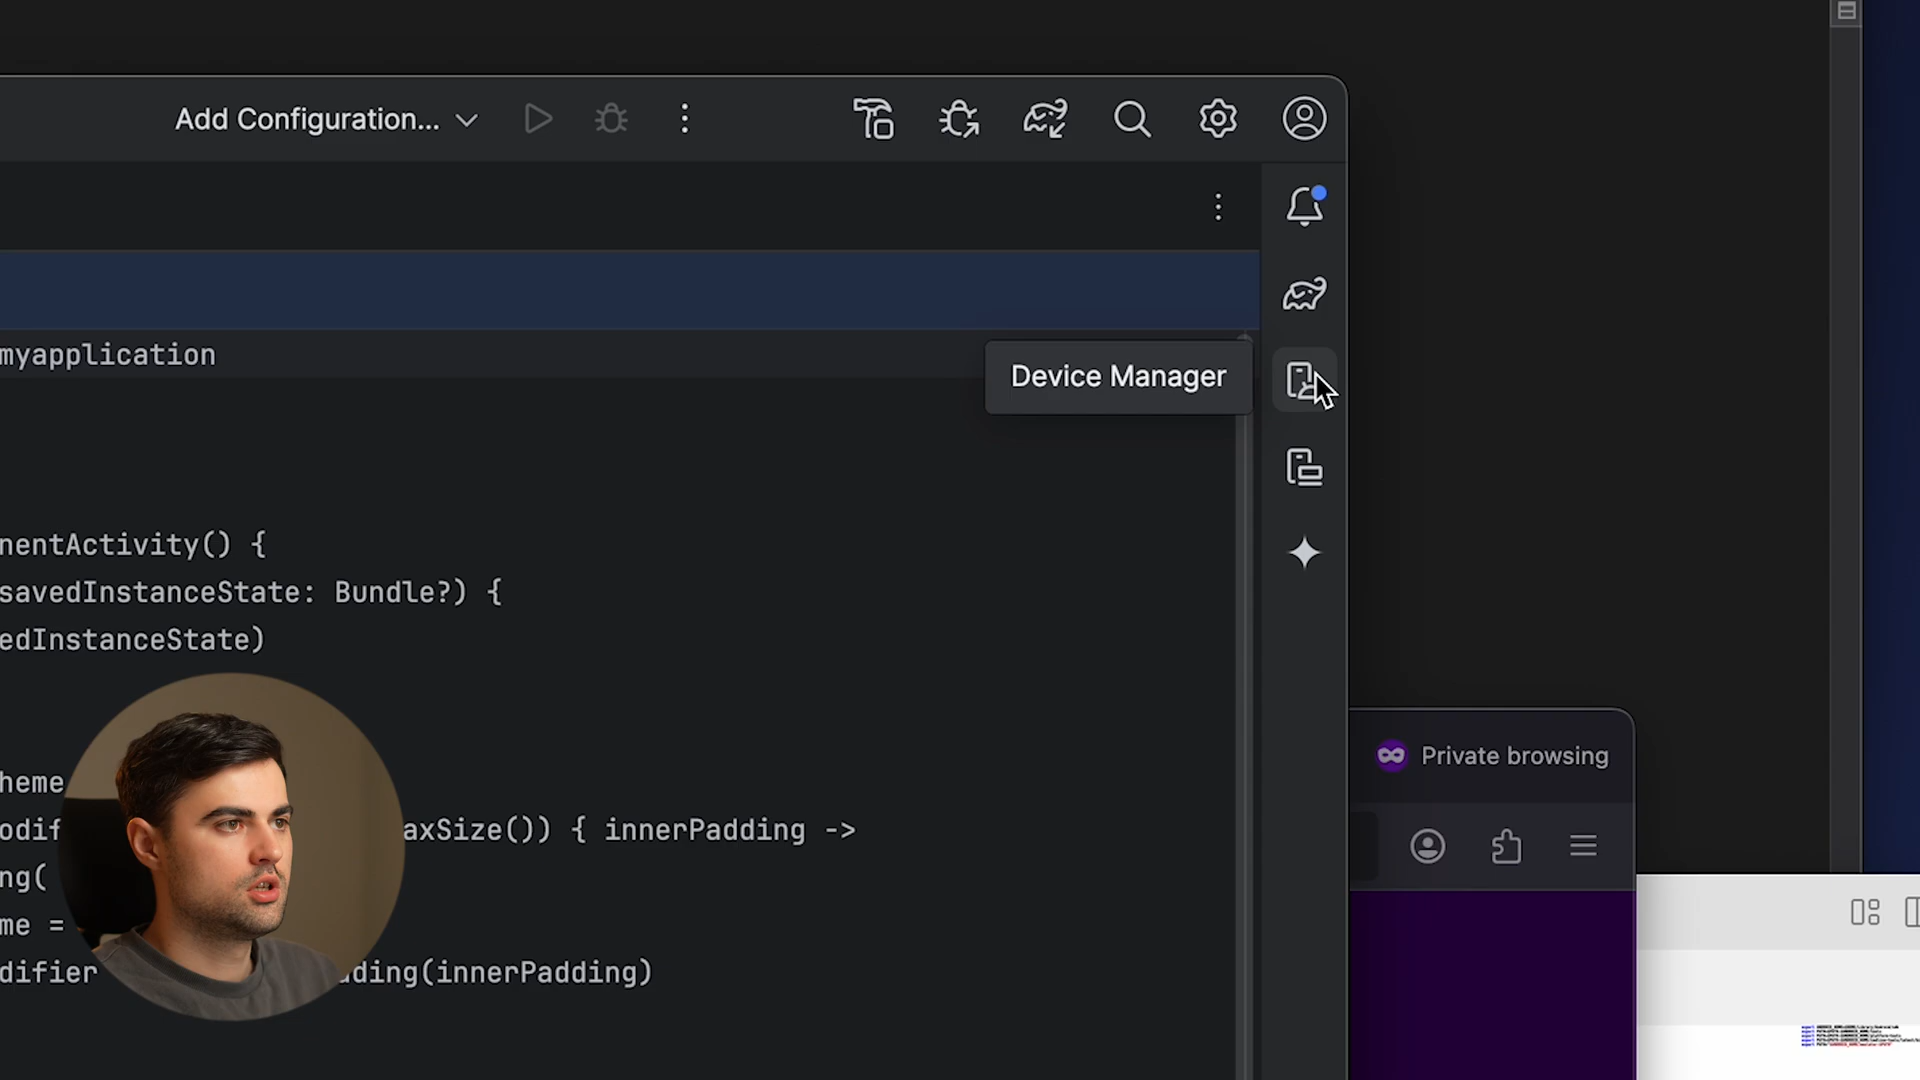 Add Configuration...
myapplication
Device Manager
nentActivity() {
savedInstanceState: Bundle?) {
edInstanceState)
heme
odif axSize()) { innerPadding ->
ng(
me =
difier dding(innerPadding)
Private browsing